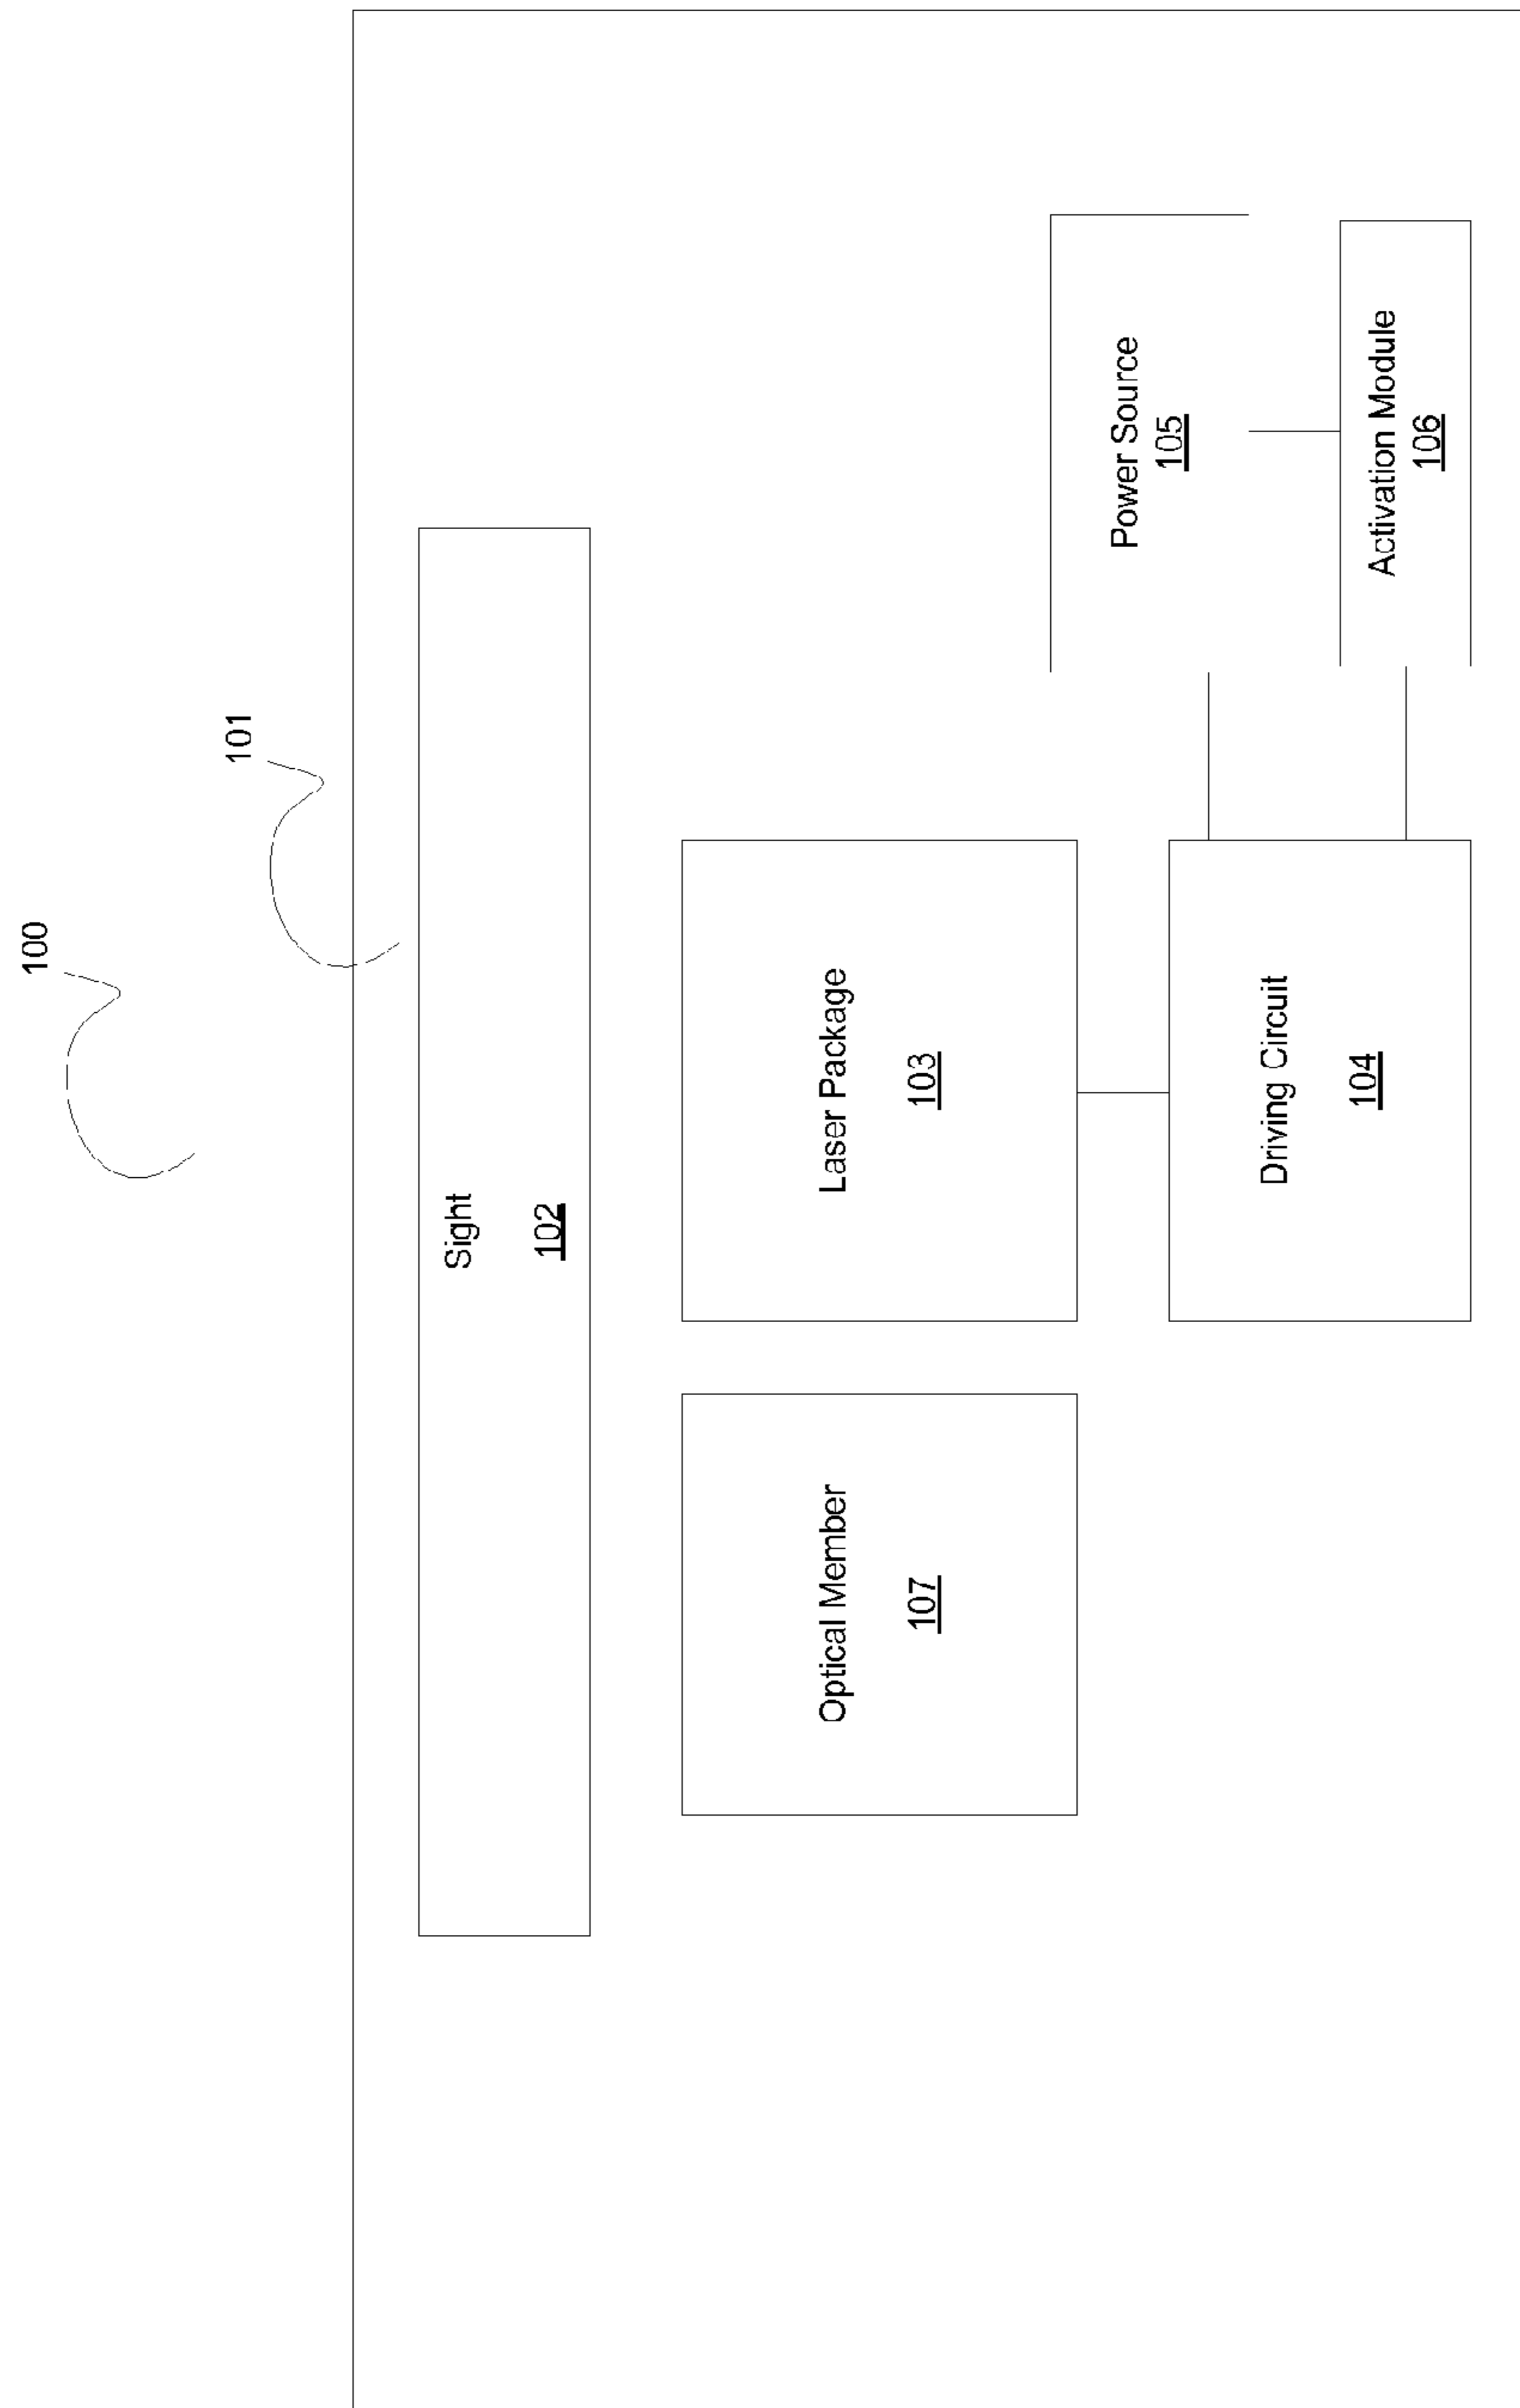 100
101
Sight
102
Optical Member
107
Laser Package
103
Power Source
105
Driving Circuit
104
Activation Module
106